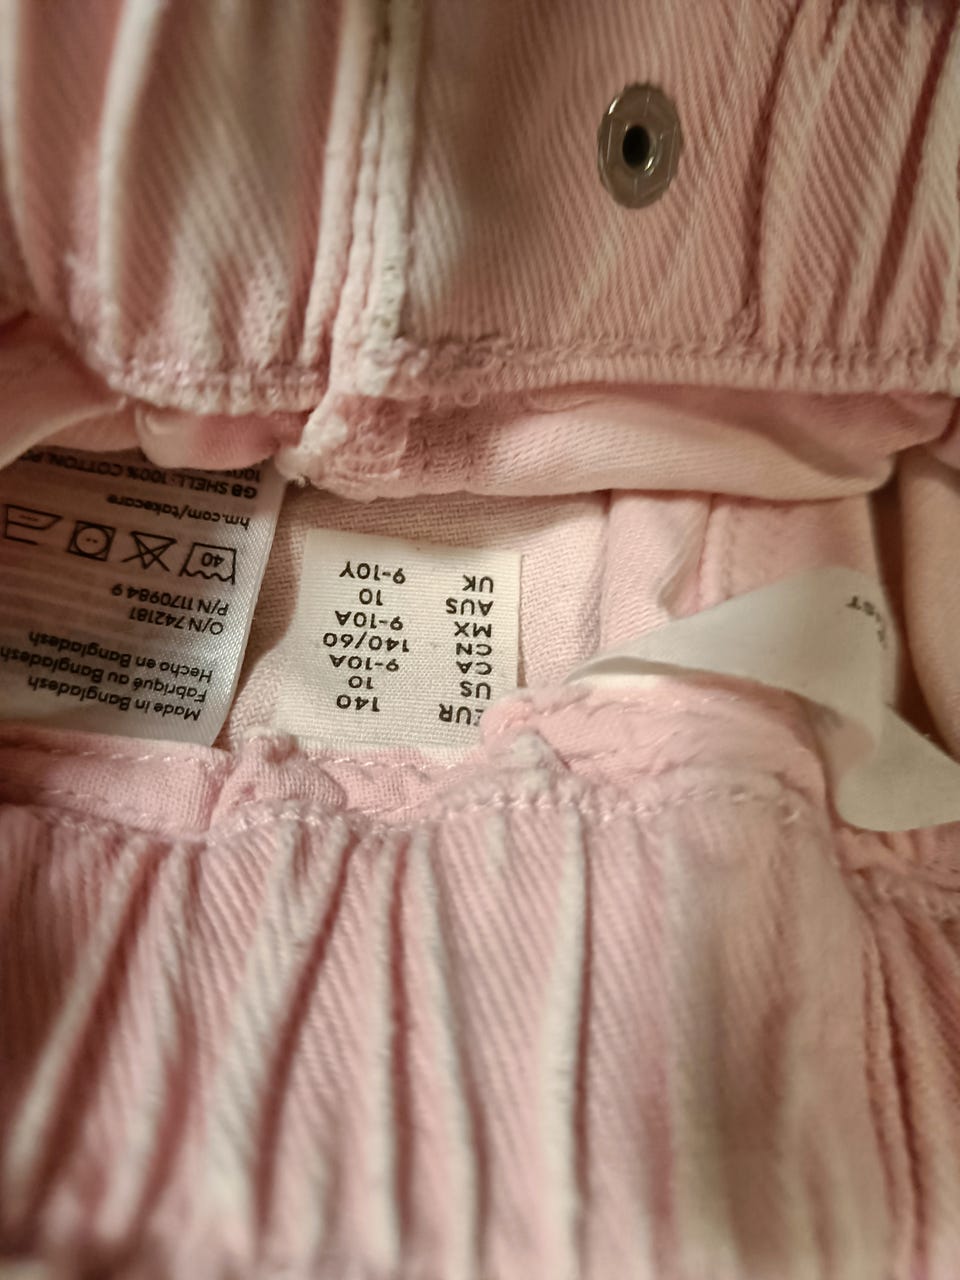 Made in Bangladesh
Fabriqué au Bangladesh
Hecho en Bangladesh
O/N 742181
P/N 1170984 9
40
hm.com/takecare
GB SHELL: 100% COTTON,
EUR 140
US 10
CA 9-10A
CN 140/60
MX 9-10A
AUS 10
UK 9-10Y